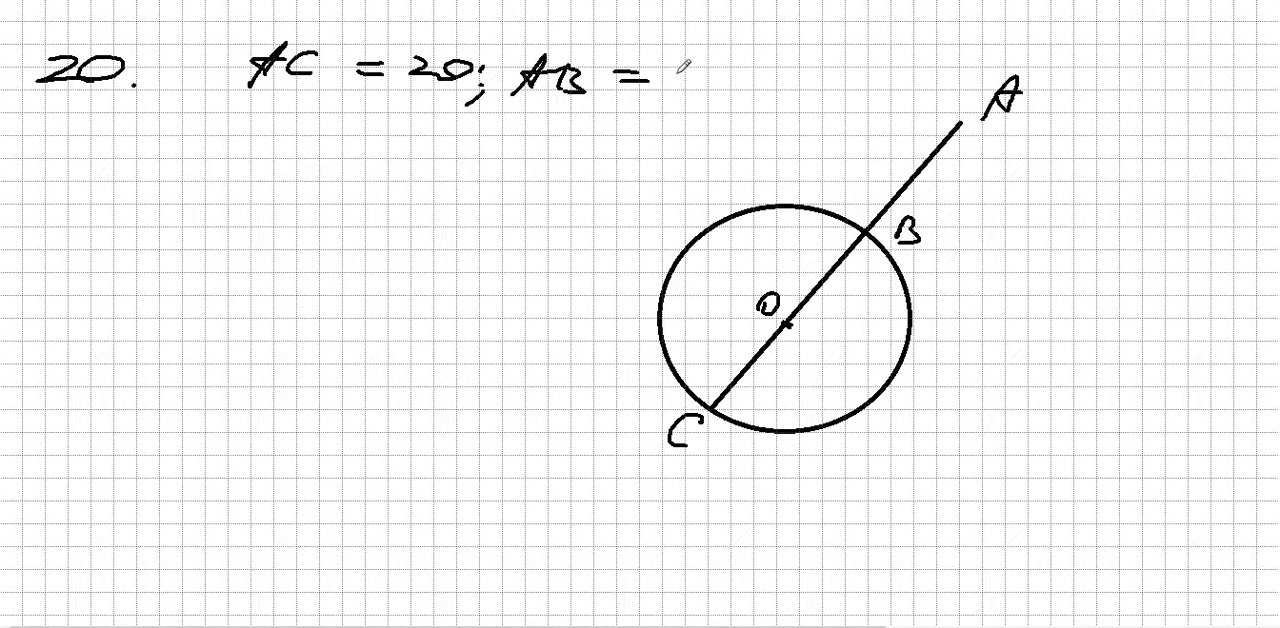 20. AC = 20; AB =
A
B
O
C